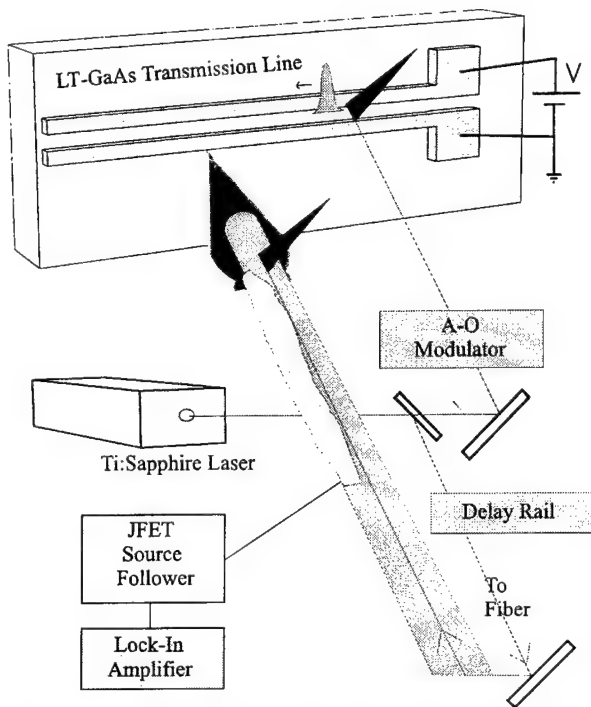 LT-GaAs Transmission Line
V
A-O
Modulator
Ti:Sapphire Laser
Delay Rail
JFET
Source
Follower
To
Fiber
Lock-In
Amplifier